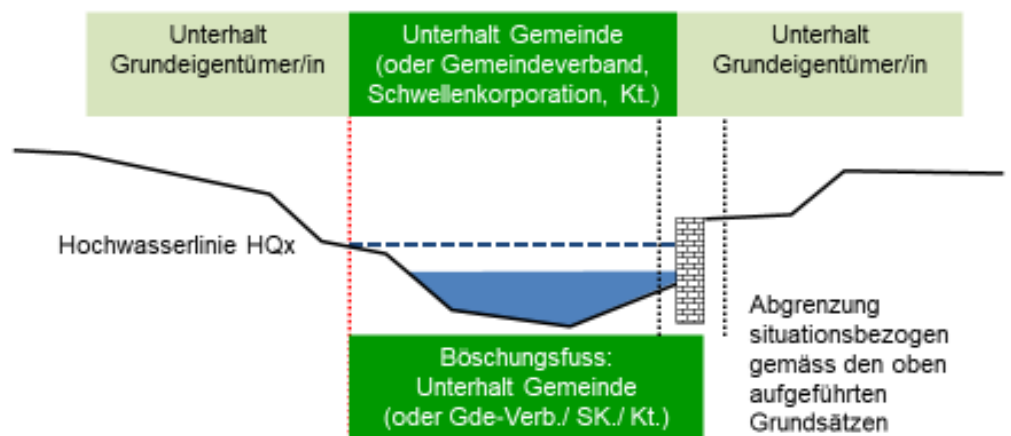 Unterhalt
Grundeigentümer/in
Unterhalt Gemeinde
(oder Gemeindeverband,
Schwellenkorporation, Kt.)
Unterhalt
Grundeigentümer/in
Hochwasserlinie HQx
Böschungsfuss:
Unterhalt Gemeinde
(oder Gde-Verb./ SK./ Kt.)
Abgrenzung
situationsbezogen
gemäss den oben
aufgeführten
Grundsätzen